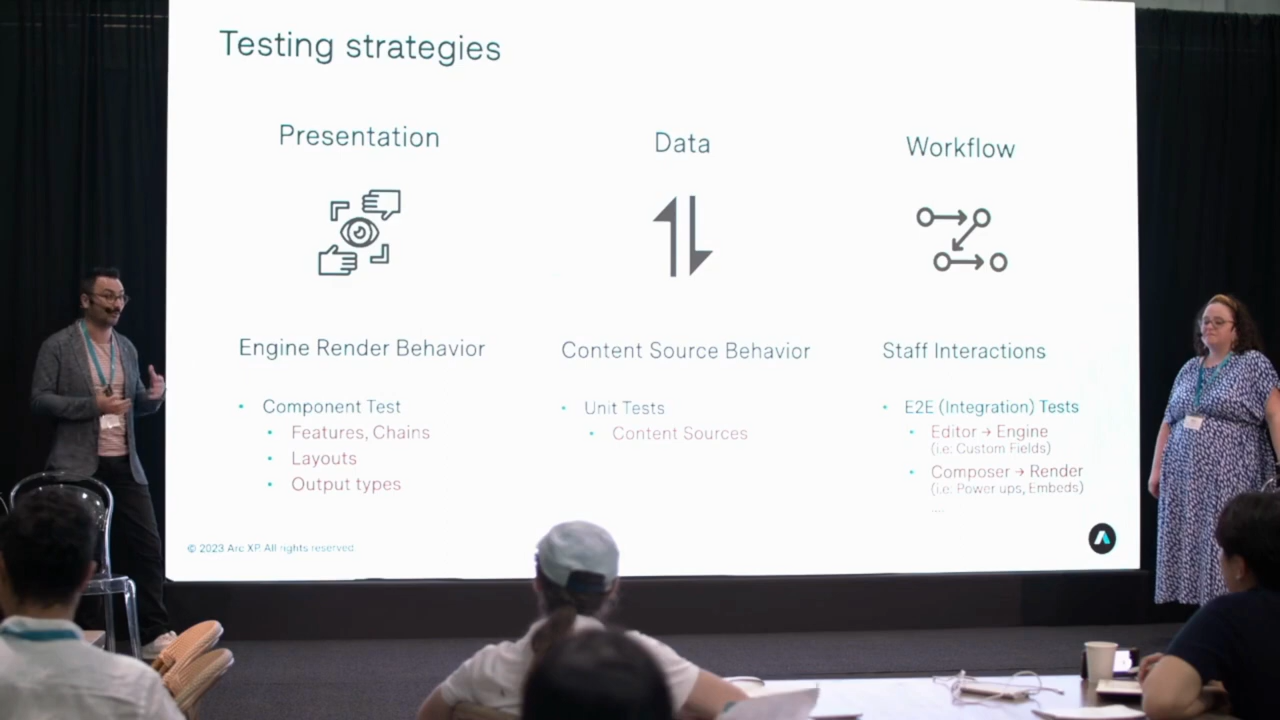 Testing strategies
Presentation
Data
Workflow
Engine Render Behavior
Content Source Behavior
Staff Interactions
• Component Test
• Features, Chains
• Layouts
• Output types
• Unit Tests
• Content Sources
• E2E (Integration) Tests
• Editor → Engine
(i.e: Custom Fields)
• Composer → Render
(i.e: Power ups, Embeds)
....
© 2023 Arc XP. All rights reserved